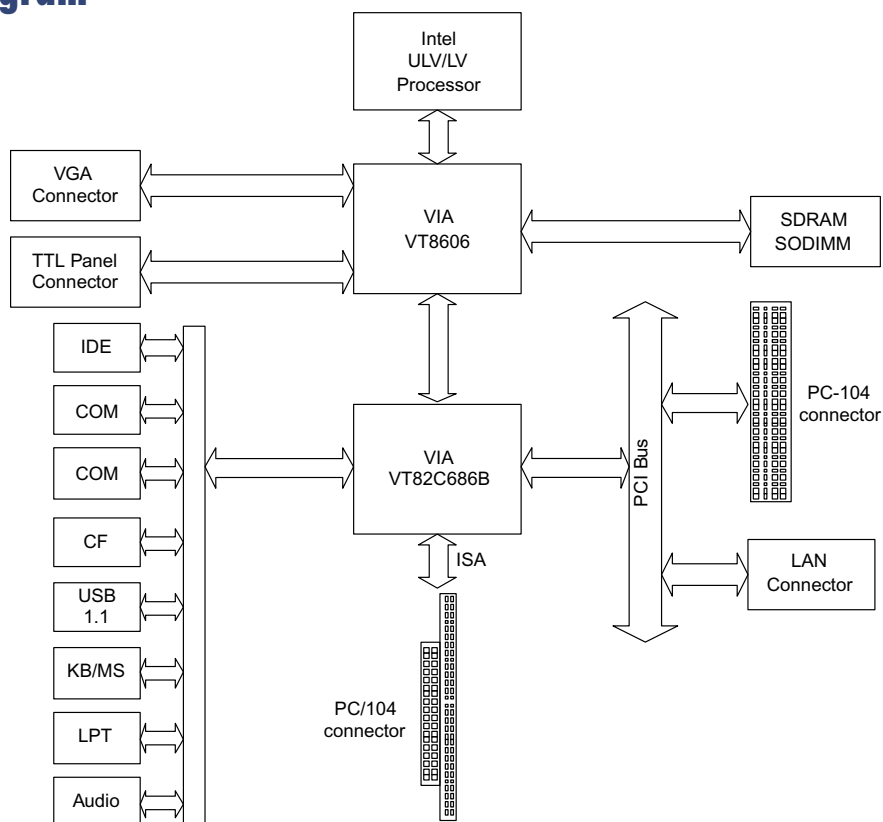 Intel
ULV/LV
Processor
VGA
Connector
VIA
VT8606
SDRAM
SODIMM
TTL Panel
Connector
IDE
COM
COM
CF
USB
1.1
KB/MS
LPT
Audio
VIA
VT82C686B
ISA
PC/104
connector
PCI Bus
PC-104
connector
LAN
Connector